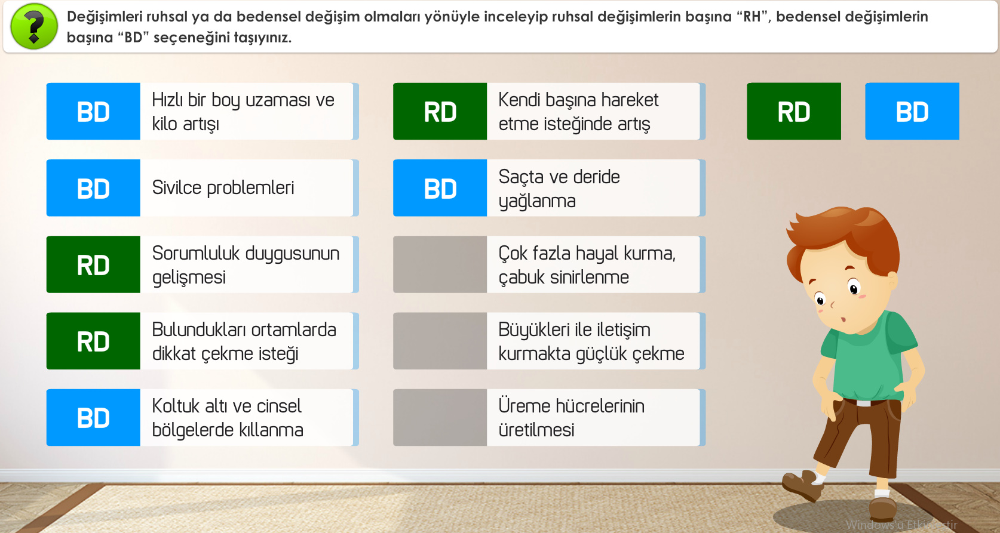 ?
Değişimleri ruhsal ya da bedensel değişim olmaları yönüyle inceleyip ruhsal değişimlerin başına “RH”, bedensel değişimlerin
başına “BD” seçeneğini taşıyınız.
BD
Hızlı bir boy uzaması ve
kilo artışı
BD
Sivilce problemleri
RD
Sorumluluk duygusunun
gelişmesi
RD
Bulundukları ortamlarda
dikkat çekme isteği
BD
Koltuk altı ve cinsel
bölgelerde kıllanma
RD
Kendi başına hareket
etme isteğinde artış
BD
Saçta ve deride
yağlanma
Çok fazla hayal kurma,
çabuk sinirlenme
Büyükleri ile iletişim
kurmakta güçlük çekme
Üreme hücrelerinin
üretilmesi
RD
BD
Windows'u Etkinleştir